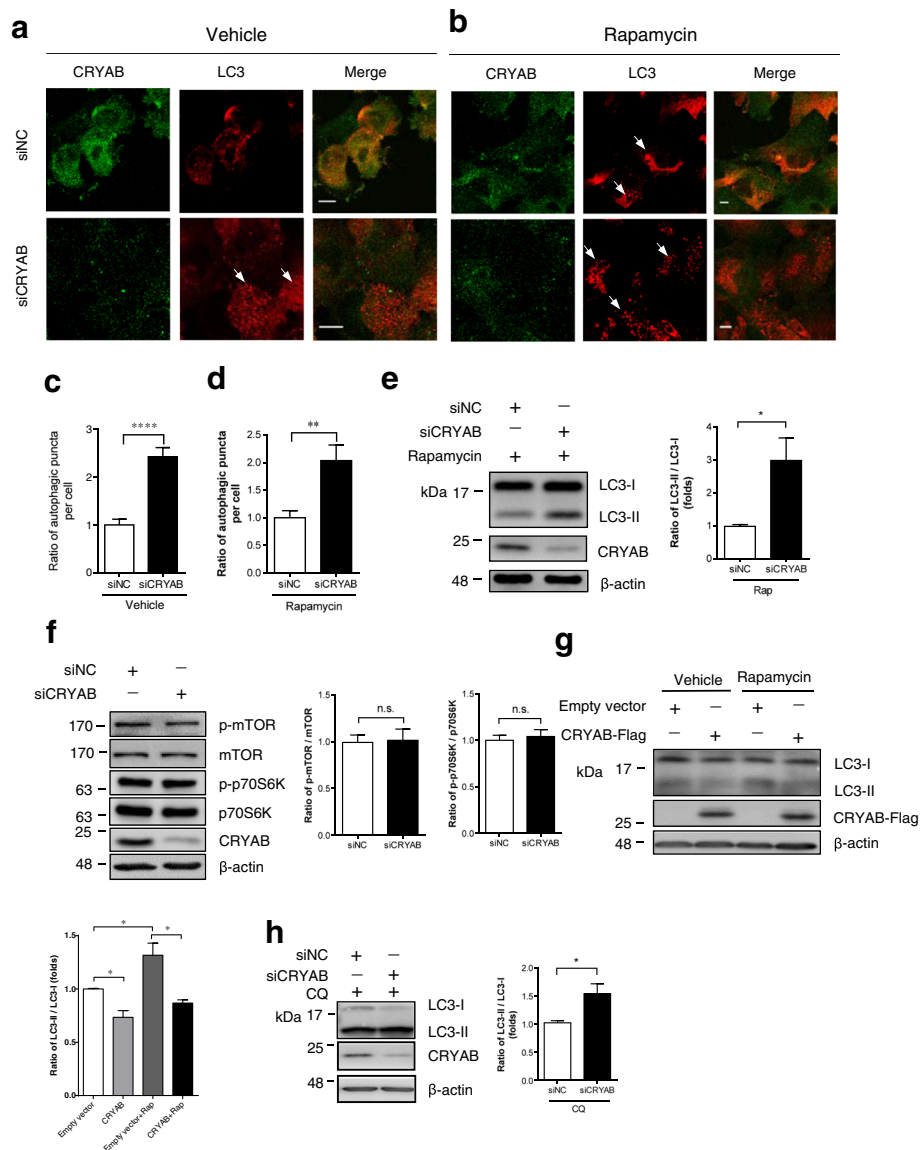 a
Vehicle
CRYAB LC3 Merge
siNC
siCRYAB
b
Rapamycin
CRYAB LC3 Merge
c
Ratio of autophagic puncta
per cell
3
2
1
0
****
siNC siCRYAB
Vehicle
d
Ratio of autophagic puncta
per cell
2.5
2.0
1.5
1.0
0.5
0.0
**
siNC siCRYAB
Rapamycin
e
siNC + −
siCRYAB − +
Rapamycin + +
kDa 17
LC3-I
LC3-II
25
CRYAB
48
β-actin
Ratio of LC3-II / LC3-I
(folds)
4
3
2
1
0
*
siNC siCRYAB
Rap
f
siNC + −
siCRYAB − +
170 p-mTOR
170 mTOR
63 p-p70S6K
63 p70S6K
25 CRYAB
48 β-actin
Ratio of p-mTOR / mTOR
1.5
1.0
0.5
0.0
n.s.
siNC siCRYAB
Ratio of p-p70S6K / p70S6K
1.5
1.0
0.5
0.0
n.s.
siNC siCRYAB
g
Vehicle Rapamycin
Empty vector + − + −
CRYAB-Flag − + − +
kDa 17
LC3-I
LC3-II
25 CRYAB-Flag
48 β-actin
Ratio of LC3-II / LC3-I (folds)
1.5
1.0
0.5
0.0
* * *
Empty vector
CRYAB
Empty vector+Rap
CRYAB+Rap
h
siNC + −
siCRYAB − +
CQ + +
kDa 17
LC3-I
LC3-II
25
CRYAB
48
β-actin
Ratio of LC3-II / LC3-I
(folds)
2.0
1.5
1.0
0.5
0.0
*
siNC siCRYAB
CQ